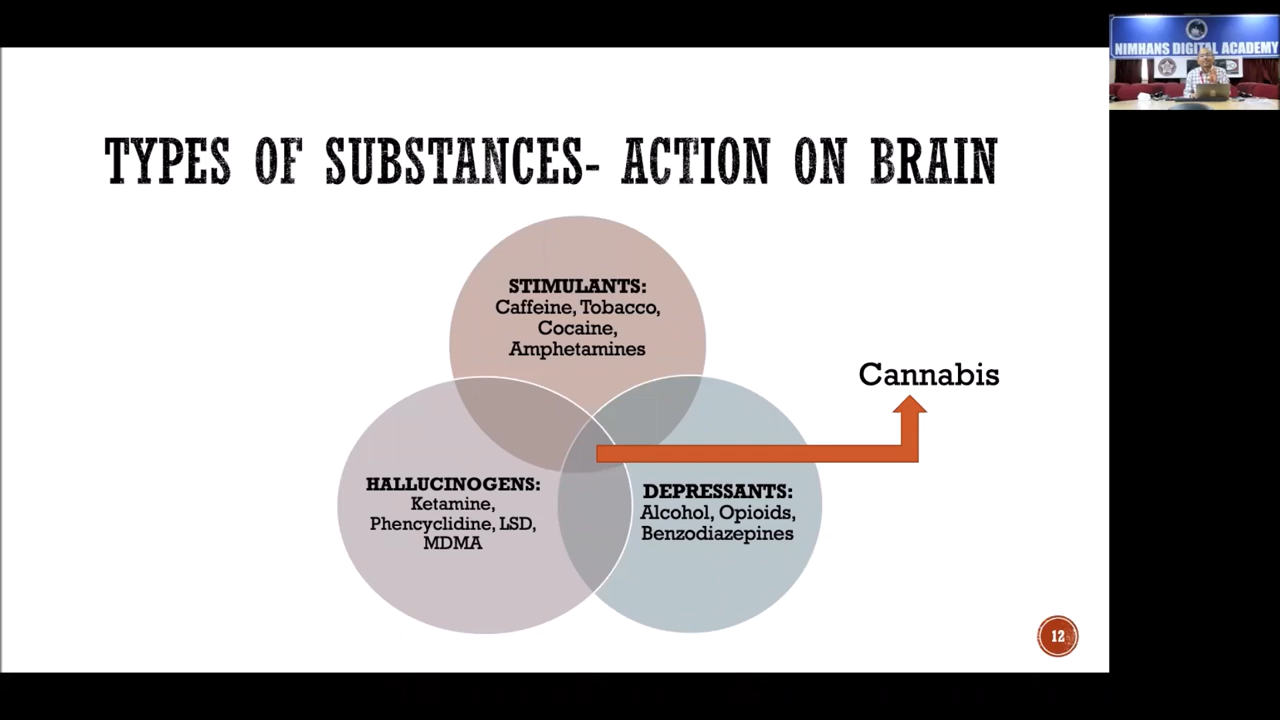 NIMHANS DIGITAL ACADEMY
TYPES OF SUBSTANCES- ACTION ON BRAIN
STIMULANTS:
Caffeine, Tobacco,
Cocaine,
Amphetamines
Cannabis
HALLUCINOGENS:
Ketamine,
Phencyclidine, LSD,
MDMA
DEPRESSANTS:
Alcohol, Opioids,
Benzodiazepines
12